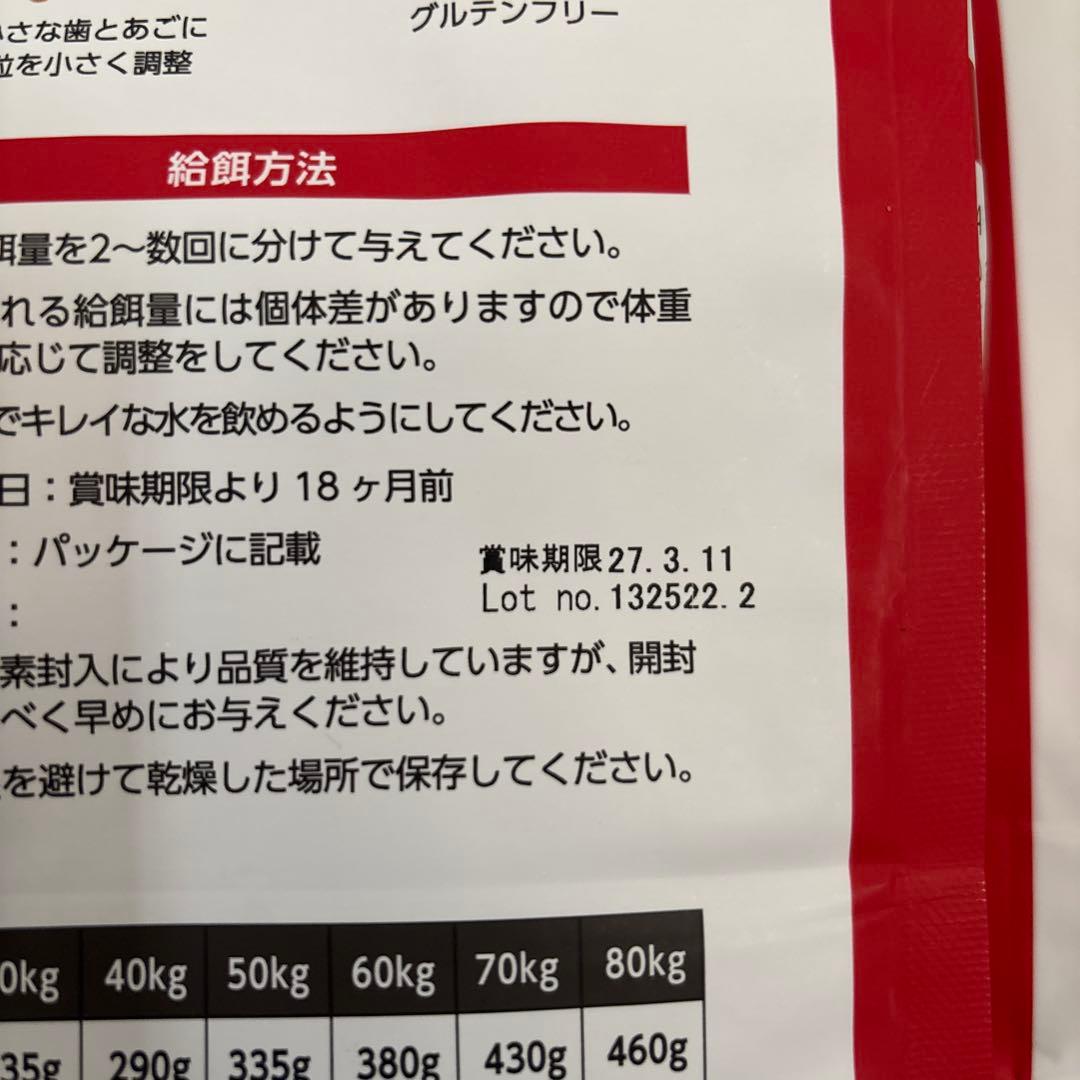 さな歯とあごに
粒を小さく調整
グルテンフリー
給餌方法
餌量を2〜数回に分けて与えてください。
れる給餌量には個体差がありますので体重
応じて調整をしてください。
でキレイな水を飲めるようにしてください。
日：賞味期限より 18 ヶ月前
：パッケージに記載
賞味期限27.3.11
Lot no.132522.2
：
素封入により品質を維持していますが、開封
べく早めにお与えください。
を避けて乾燥した場所で保存してください。
0kg 40kg 50kg 60kg 70kg 80kg
35g 290g 335g 380g 430g 460g